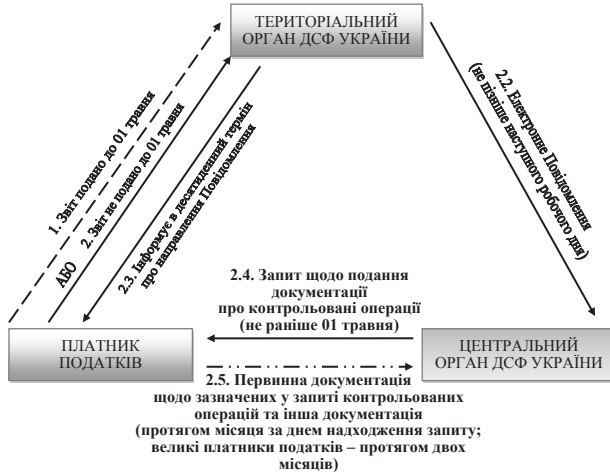 ТЕРИТОРІАЛЬНИЙ
ОРГАН ДСФ УКРАЇНИ
1. Звіт подано до 01 травня
АБО
2. Звіт не подано до 01 травня
2.3. Інформує в десятиденний термін
про направлення Повідомлення
2.2. Електронне Повідомлення
(не пізніше наступного робочого
дня)
2.4. Запит щодо подання
документації
про контрольовані операції
(не раніше 01 травня)
ПЛАТНИК
ПОДАТКІВ
ЦЕНТРАЛЬНИЙ
ОРГАН ДСФ УКРАЇНИ
2.5. Первинна документація
щодо зазначених у запиті контрольованих
операцій та інша документація
(протягом місяця за днем надходження запиту;
великі платники податків – протягом двох
місяців)